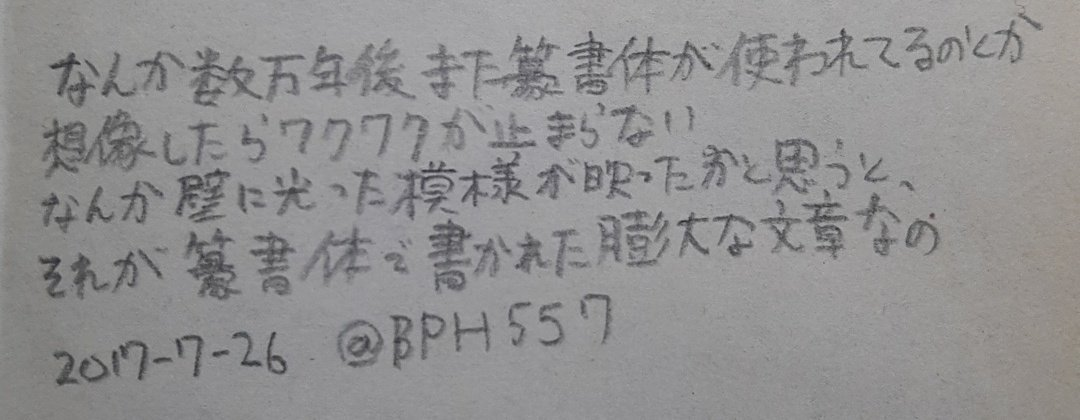 なんか数万年後また篆書体が使われてるのとか
想像したらワクワクが止まらない
なんか壁に光った模様が映ったかと思うと、
それが篆書体で書かれた膨大な文章なの
2017-7-26 @BPH557